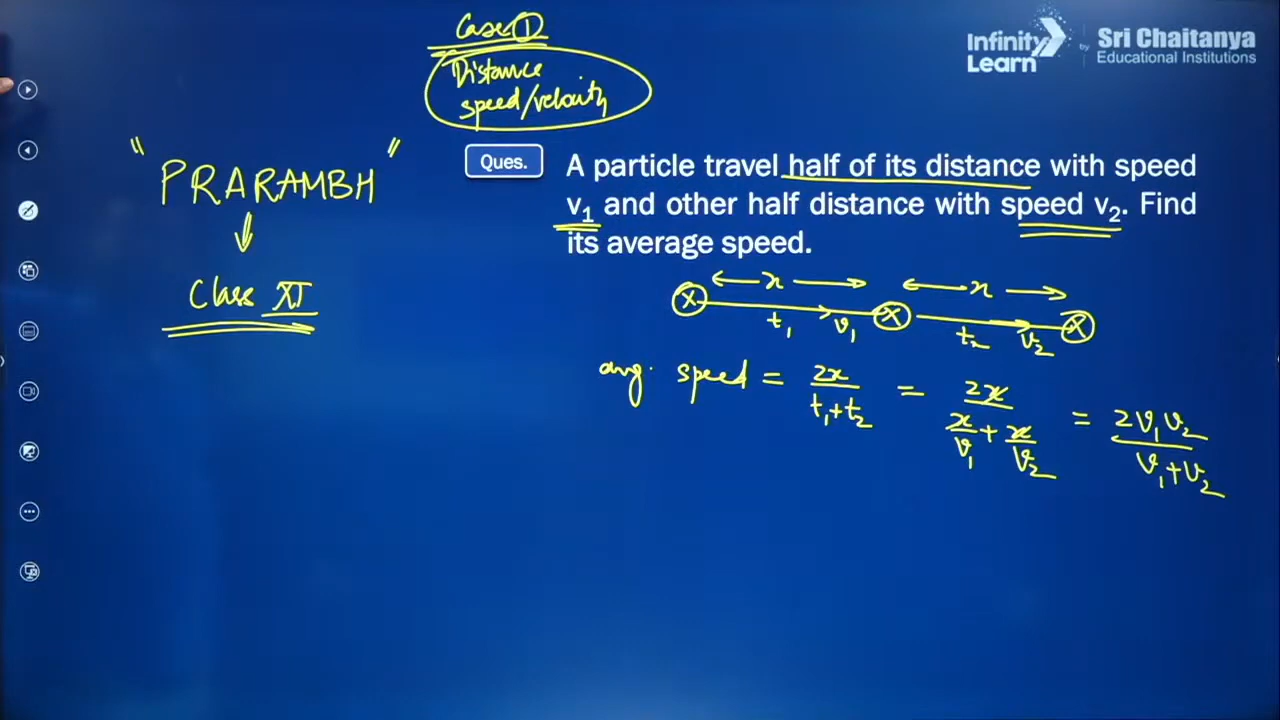 Case ①
Distance
speed/velocity
Infinity
Learn
by
Sri Chaitanya
Educational Institutions
"PRARAMBH"
↓
Class XI
Ques.
A particle travel half of its distance with speed
v₁ and other half distance with speed v₂. Find
its average speed.
← x → ← x →
t₁ v₁ t₂ v₂
avg. speed = 2x/(t₁+t₂) = 2x/(x/v₁ + x/v₂) = 2v₁v₂/(v₁+v₂)